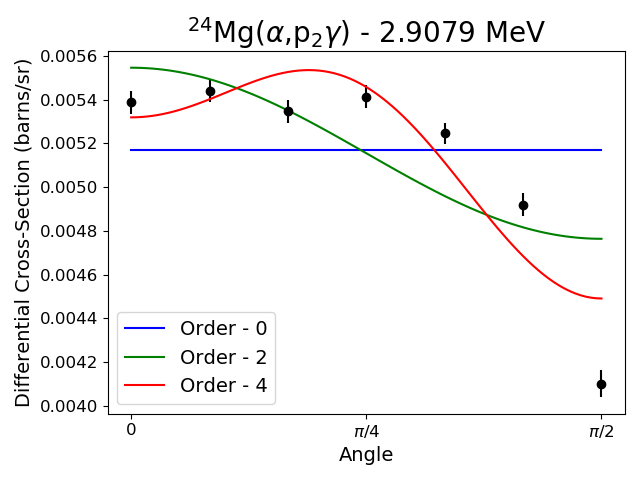 ²⁴Mg(α,p₂γ) - 2.9079 MeV
Differential Cross-Section (barns/sr)
0.0056
0.0054
0.0052
0.0050
0.0048
0.0046
0.0044
0.0042
0.0040
Order - 0
Order - 2
Order - 4
0
π/4
π/2
Angle